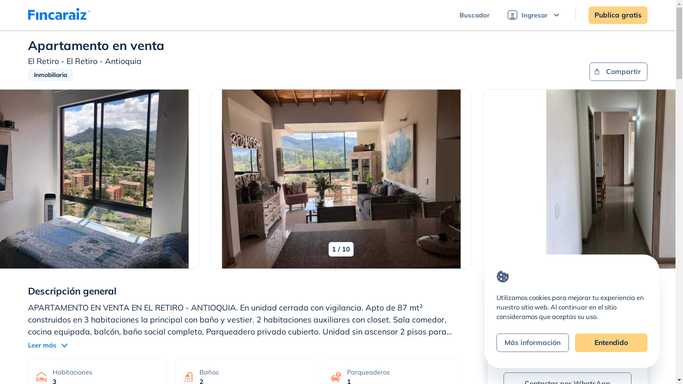 Fincaraiz
Buscador
Ingresar
Publica gratis
Apartamento en venta
El Retiro - El Retiro - Antioquia
Inmobiliaria
Compartir
1 / 10
Descripción general
APARTAMENTO EN VENTA EN EL RETIRO - ANTIOQUIA. En unidad cerrada con vigilancia. Apto de 87 mt²
construidos en 3 habitaciones la principal con baño y vestier. 2 habitaciones auxiliares con closet. Sala comedor,
cocina equipada, balcón, baño social completo, Parqueadero privado cubierto. Unidad sin ascensor 2 pisos para...
Leer más
Habitaciones
3
Baños
2
Parqueaderos
1
Utilizamos cookies para mejorar tu experiencia en
nuestro sitio web. Al continuar en el sitio
consideramos que aceptas su uso.
Más información
Entendido
Contactar por WhatsApp